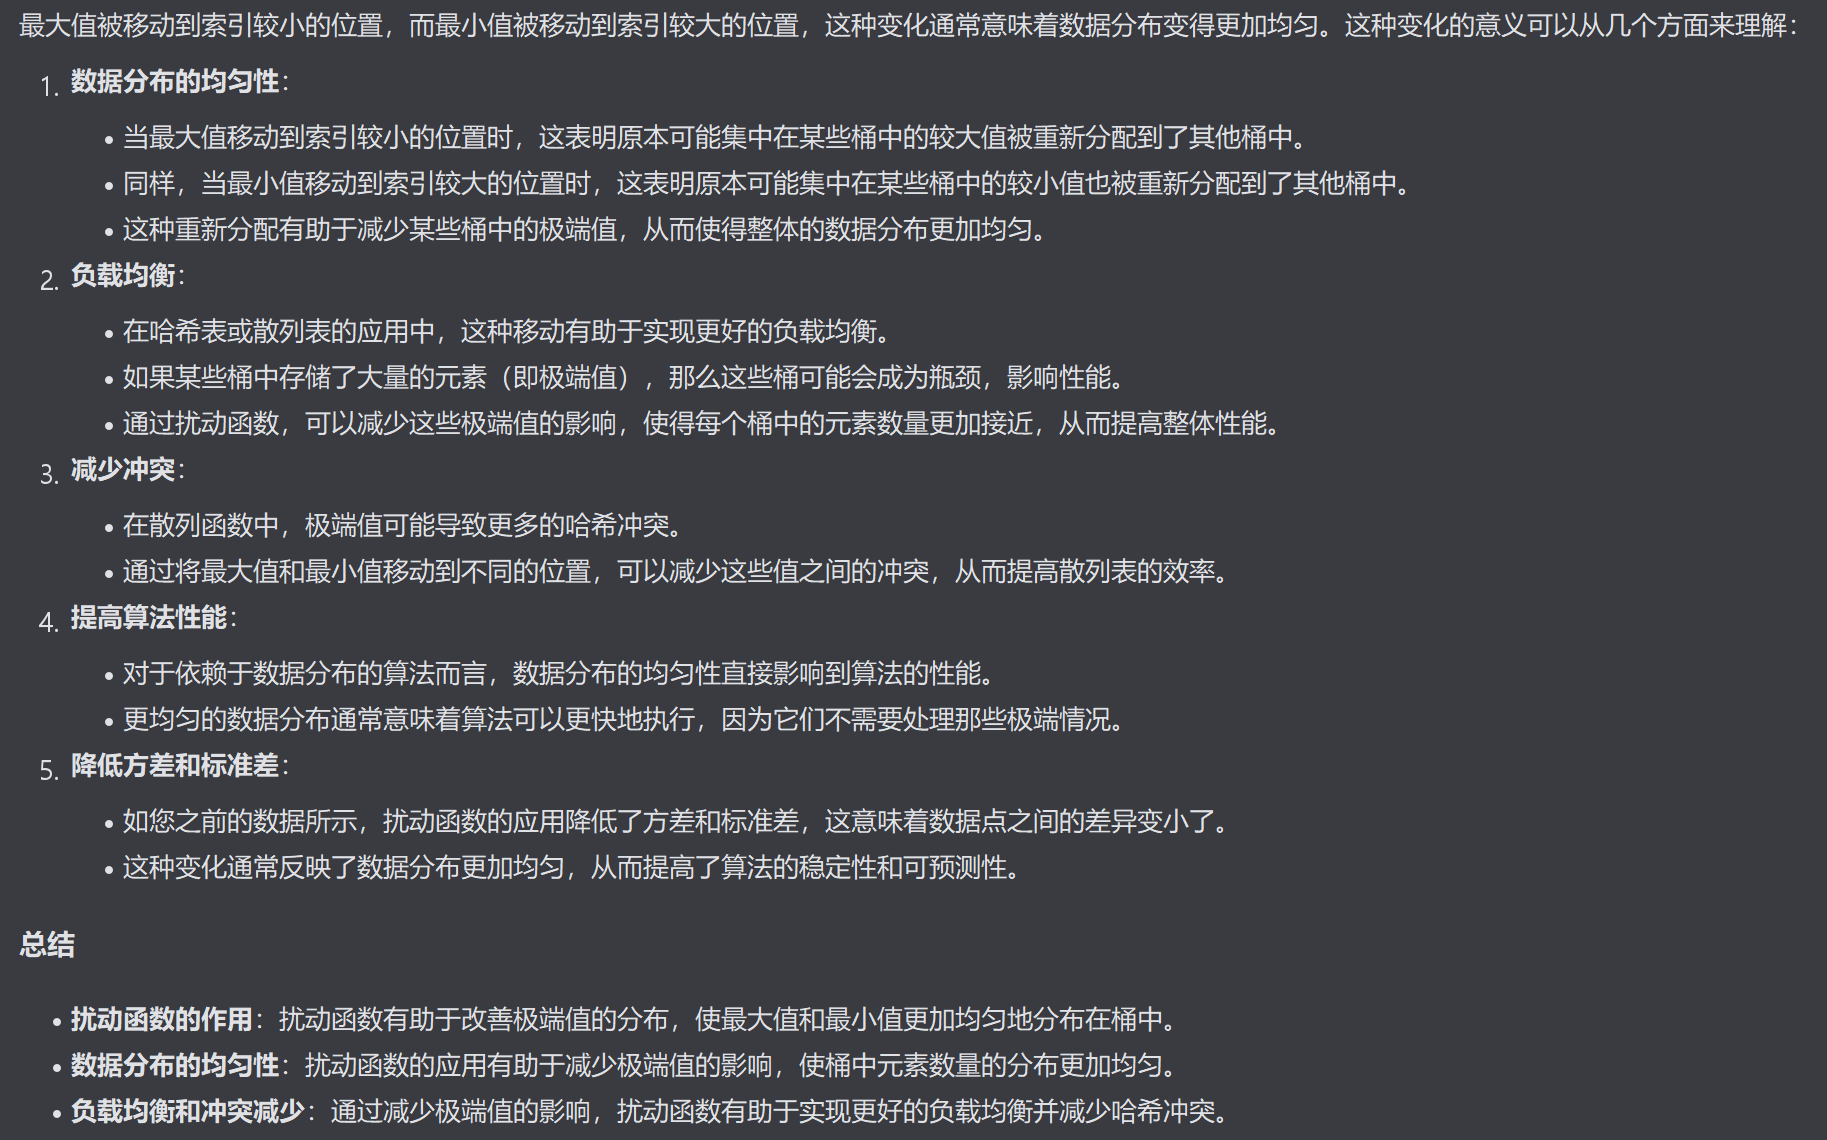 最大值被移动到索引较小的位置，而最小值被移动到索引较大的位置，这种变化通常意味着数据分布变得更加均匀。这种变化的意义可以从几个方面来理解：
1. 数据分布的均匀性：
• 当最大值移动到索引较小的位置时，这表明原本可能集中在某些桶中的较大值被重新分配到了其他桶中。
• 同样，当最小值移动到索引较大的位置时，这表明原本可能集中在某些桶中的较小值也被重新分配到了其他桶中。
• 这种重新分配有助于减少某些桶中的极端值，从而使得整体的数据分布更加均匀。
2. 负载均衡：
• 在哈希表或散列表的应用中，这种移动有助于实现更好的负载均衡。
• 如果某些桶中存储了大量的元素（即极端值），那么这些桶可能会成为瓶颈，影响性能。
• 通过扰动函数，可以减少这些极端值的影响，使得每个桶中的元素数量更加接近，从而提高整体性能。
3. 减少冲突：
• 在散列函数中，极端值可能导致更多的哈希冲突。
• 通过将最大值和最小值移动到不同的位置，可以减少这些值之间的冲突，从而提高散列表的效率。
4. 提高算法性能：
• 对于依赖于数据分布的算法而言，数据分布的均匀性直接影响到算法的性能。
• 更均匀的数据分布通常意味着算法可以更快地执行，因为它们不需要处理那些极端情况。
5. 降低方差和标准差：
• 如您之前的数据所示，扰动函数的应用降低了方差和标准差，这意味着数据点之间的差异变小了。
• 这种变化通常反映了数据分布更加均匀，从而提高了算法的稳定性和可预测性。
总结
• 扰动函数的作用：扰动函数有助于改善极端值的分布，使最大值和最小值更加均匀地分布在桶中。
• 数据分布的均匀性：扰动函数的应用有助于减少极端值的影响，使桶中元素数量的分布更加均匀。
• 负载均衡和冲突减少：通过减少极端值的影响，扰动函数有助于实现更好的负载均衡并减少哈希冲突。